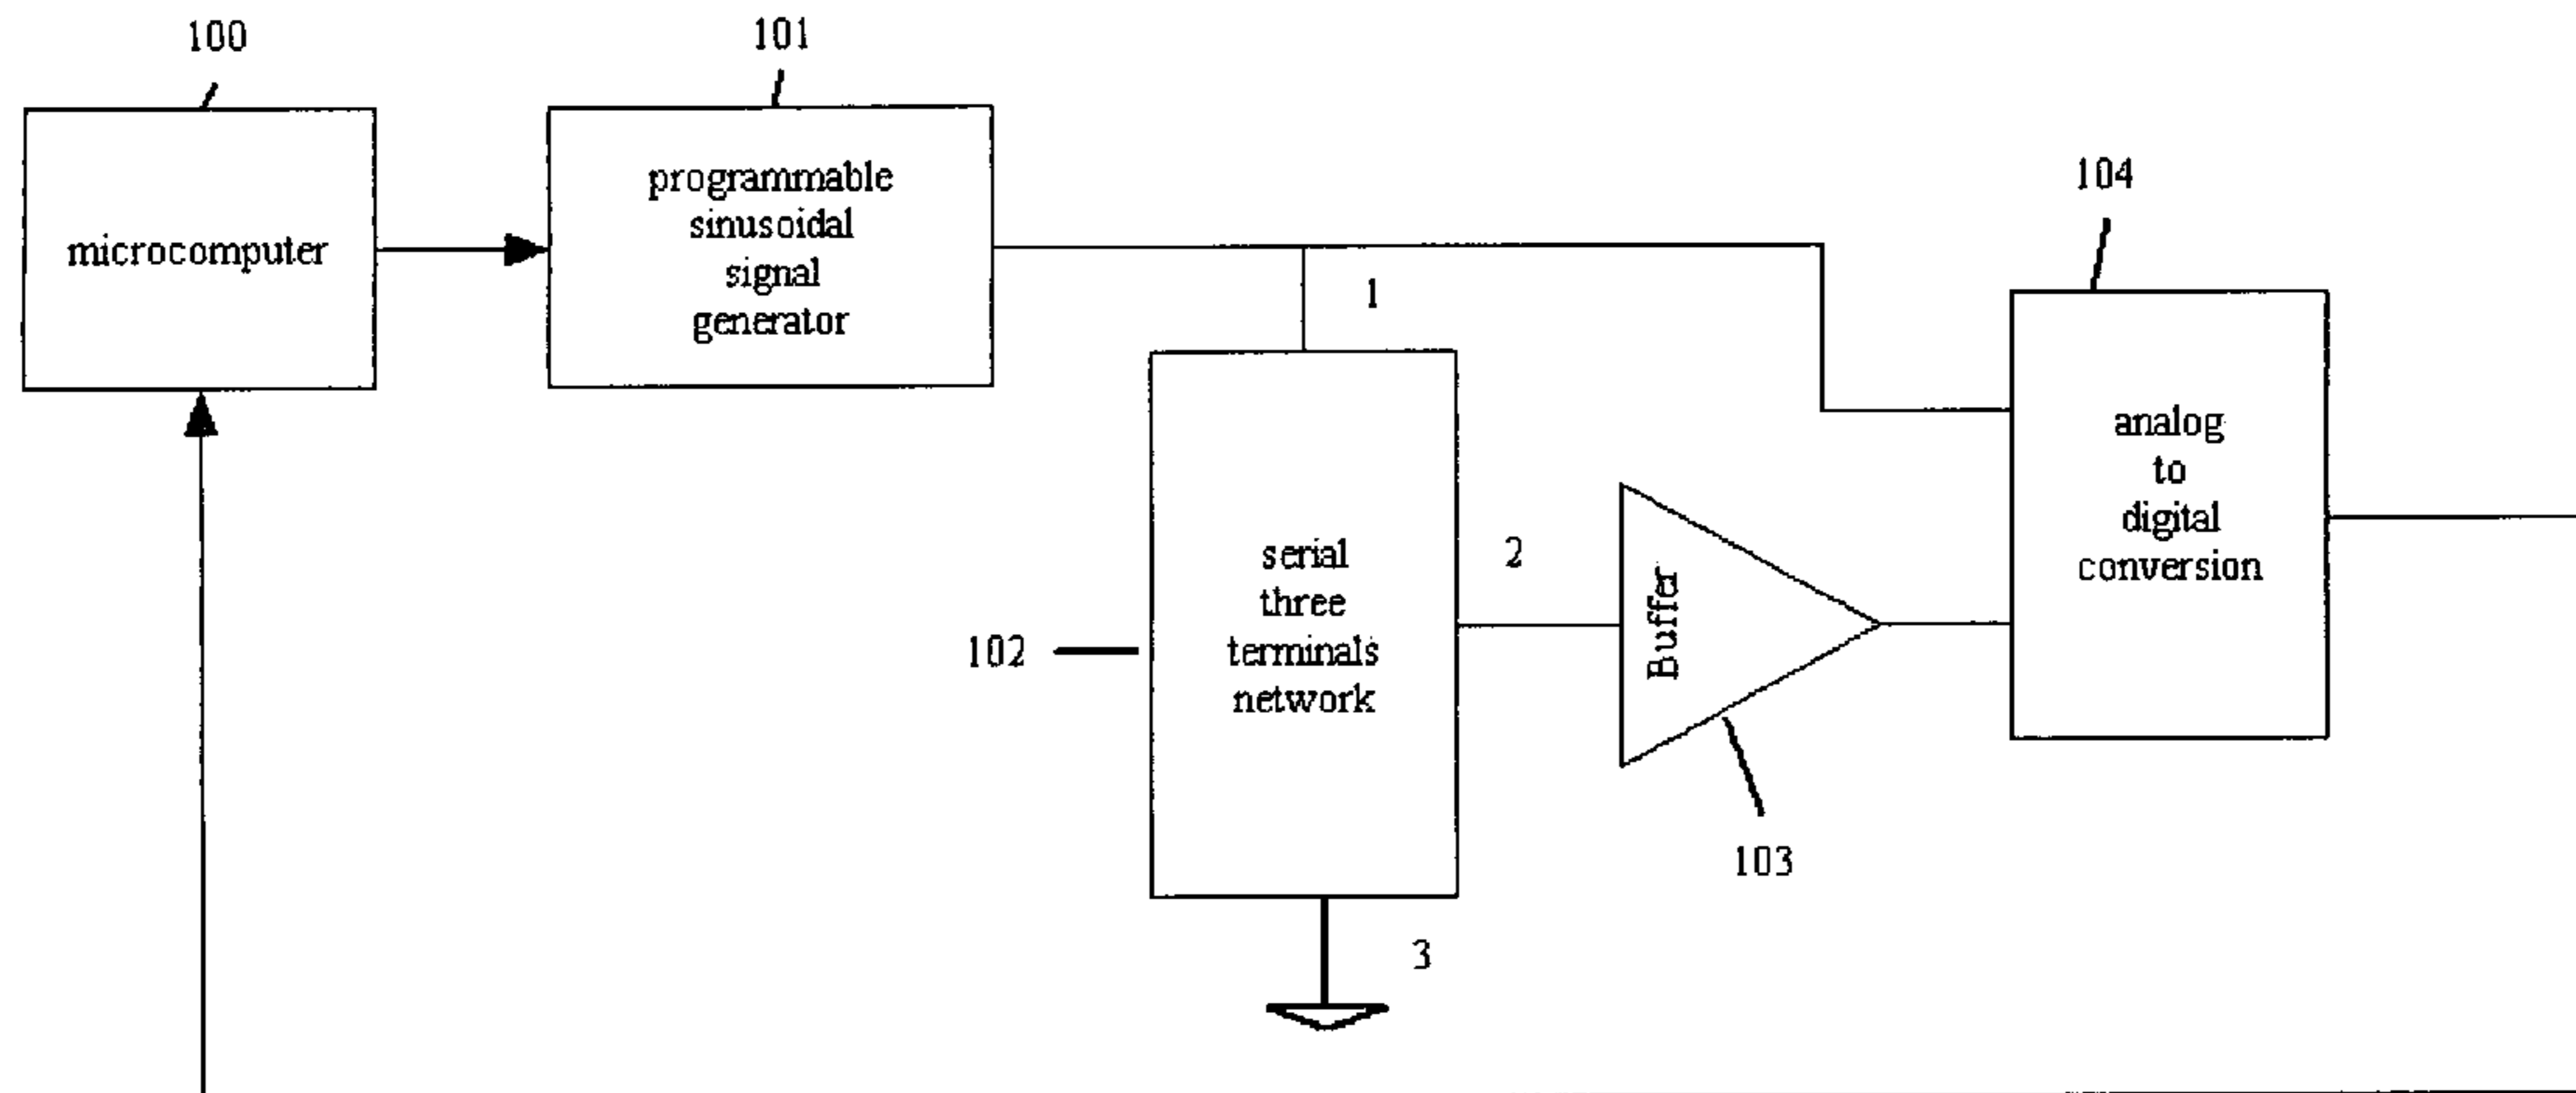 100
101
104
microcomputer
programmable
sinusoidal
signal
generator
1
analog
to
digital
conversion
serial
three
terminals
network
2
Buffer
102
103
3